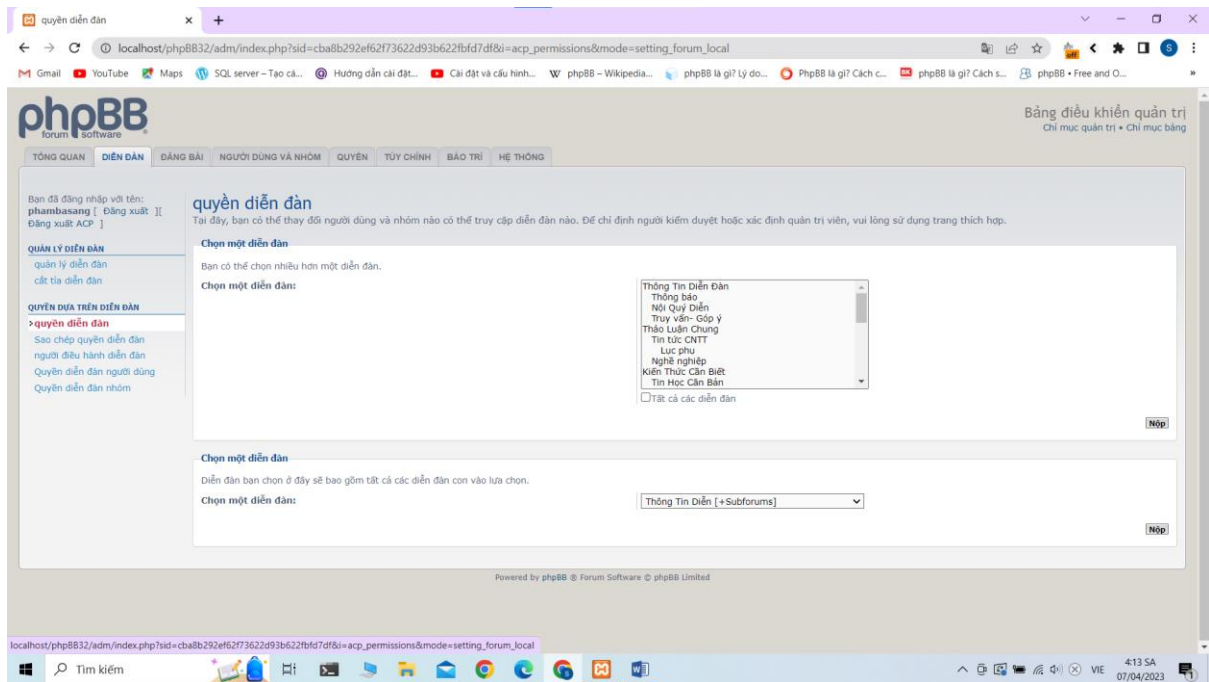 quyền diễn đàn
localhost/phpBB32/adm/index.php?sid=cba8b292ef62f73622d93b622fbfd7df&i=acp_permissions&mode=setting_forum_local
Gmail YouTube Maps SQL server – Tạo cá... Hướng dẫn cài đặt... Cài đặt và cấu hình... phpBB – Wikipedia... phpBB là gì? Lý do... PhpBB là gì? Cách c... phpBB là gì? Cách s... phpBB • Free and O...
phpBB
forum software
Bảng điều khiển quản trị
Chỉ mục quản trị • Chỉ mục bảng
TỔNG QUAN DIỄN ĐÀN ĐĂNG BÀI NGƯỜI DÙNG VÀ NHÓM QUYỀN TÙY CHỈNH BẢO TRÌ HỆ THỐNG
Bạn đã đăng nhập với tên:
phambasang [ Đăng xuất ][
Đăng xuất ACP ]
QUẢN LÝ DIỄN ĐÀN
quản lý diễn đàn
cắt tỉa diễn đàn
QUYỀN DỰA TRÊN DIỄN ĐÀN
quyền diễn đàn
Sao chép quyền diễn đàn
người điều hành diễn đàn
Quyền diễn đàn người dùng
Quyền diễn đàn nhóm
quyền diễn đàn
Tại đây, bạn có thể thay đổi người dùng và nhóm nào có thể truy cập diễn đàn nào. Để chỉ định người kiểm duyệt hoặc xác định quản trị viên, vui lòng sử dụng trang thích hợp.
Chọn một diễn đàn
Bạn có thể chọn nhiều hơn một diễn đàn.
Chọn một diễn đàn:
Thông Tin Diễn Đàn
Thông báo
Nội Quý Diễn
Truy vấn- Góp ý
Thảo Luận Chung
Tin tức CNTT
Luc phu
Nghề nghiệp
Kiến Thức Cần Biết
Tin Học Căn Bản
Tất cả các diễn đàn
Nộp
Chọn một diễn đàn
Diễn đàn bạn chọn ở đây sẽ bao gồm tất cả các diễn đàn con vào lựa chọn.
Chọn một diễn đàn:
Thông Tin Diễn [+Subforums]
Nộp
Powered by phpBB ® Forum Software © phpBB Limited
localhost/phpBB32/adm/index.php?sid=cba8b292ef62f73622d93b622fbfd7df&i=acp_permissions&mode=setting_forum_local
Tìm kiếm
VIE
4:13 SA
07/04/2023